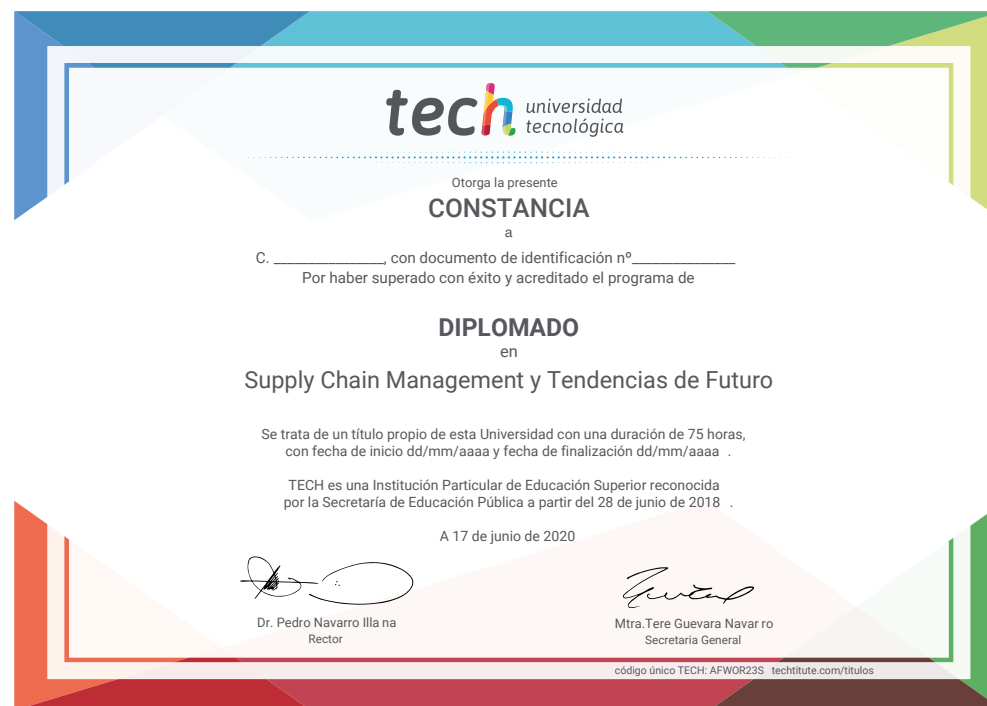 tech universidad
tecnológica
Otorga la presente
CONSTANCIA
a
C. ________________, con documento de identificación nº_______________
Por haber superado con éxito y acreditado el programa de
DIPLOMADO
en
Supply Chain Management y Tendencias de Futuro
Se trata de un título propio de esta Universidad con una duración de 75 horas,
con fecha de inicio dd/mm/aaaa y fecha de finalización dd/mm/aaaa .
TECH es una Institución Particular de Educación Superior reconocida
por la Secretaría de Educación Pública a partir del 28 de junio de 2018 .
A 17 de junio de 2020
Dr. Pedro Navarro Illa na
Rector
Mtra.Tere Guevara Navar ro
Secretaria General
código único TECH: AFWOR23S techtitute.com/titulos